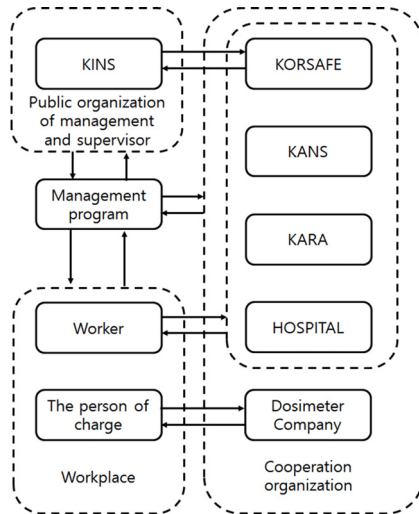 KINS
KORSAFE
Public organization
of management
and supervisor
KANS
Management
program
KARA
Worker
HOSPITAL
The person of
charge
Dosimeter
Company
Workplace
Cooperation
organization